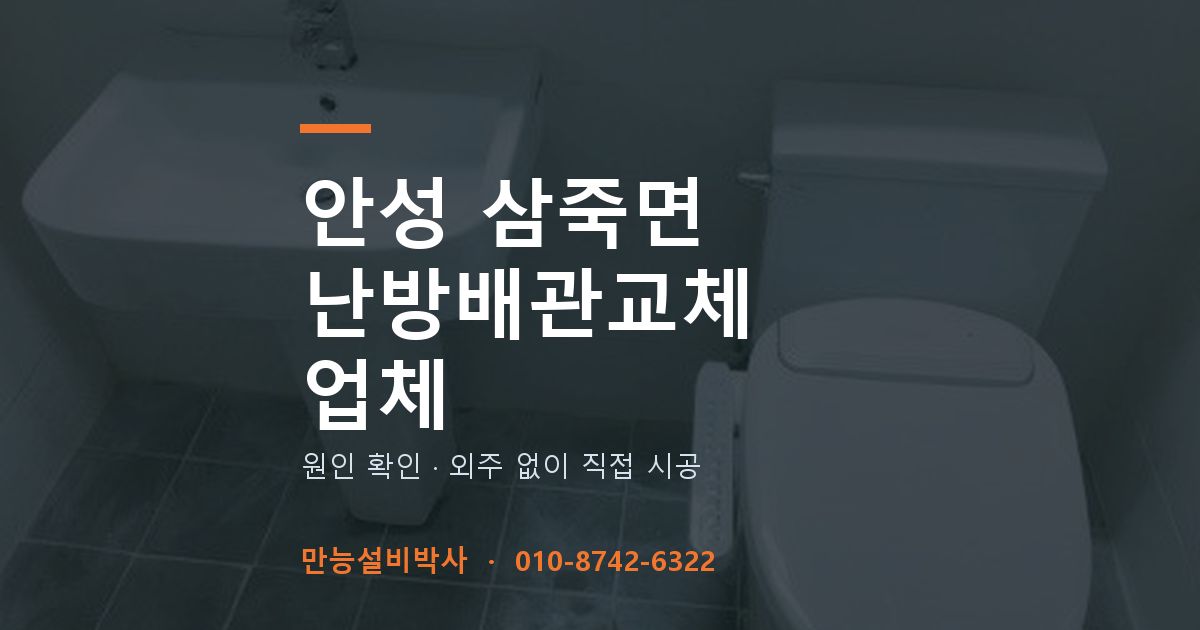 안성 삼죽면
난방배관교체
업체
원인 확인 · 외주 없이 직접 시공
만능설비박사 · 010-8742-6322